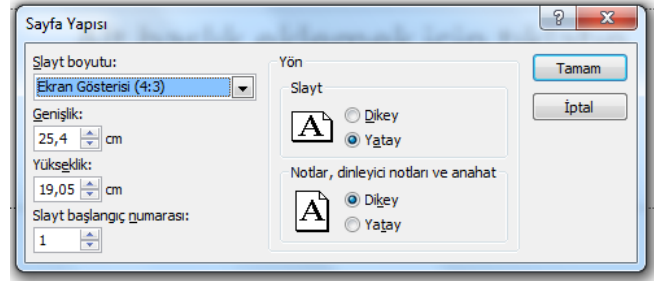 Sayfa Yapısı
Slayt boyutu:
Ekran Gösterisi (4:3)
Genişlik:
25,4 cm
Yükseklik:
19,05 cm
Slayt başlangıç numarası:
1
Yön
Slayt
A
Dikey
Yatay
Notlar, dinleyici notları ve anahat
A
Dikey
Yatay
Tamam
İptal